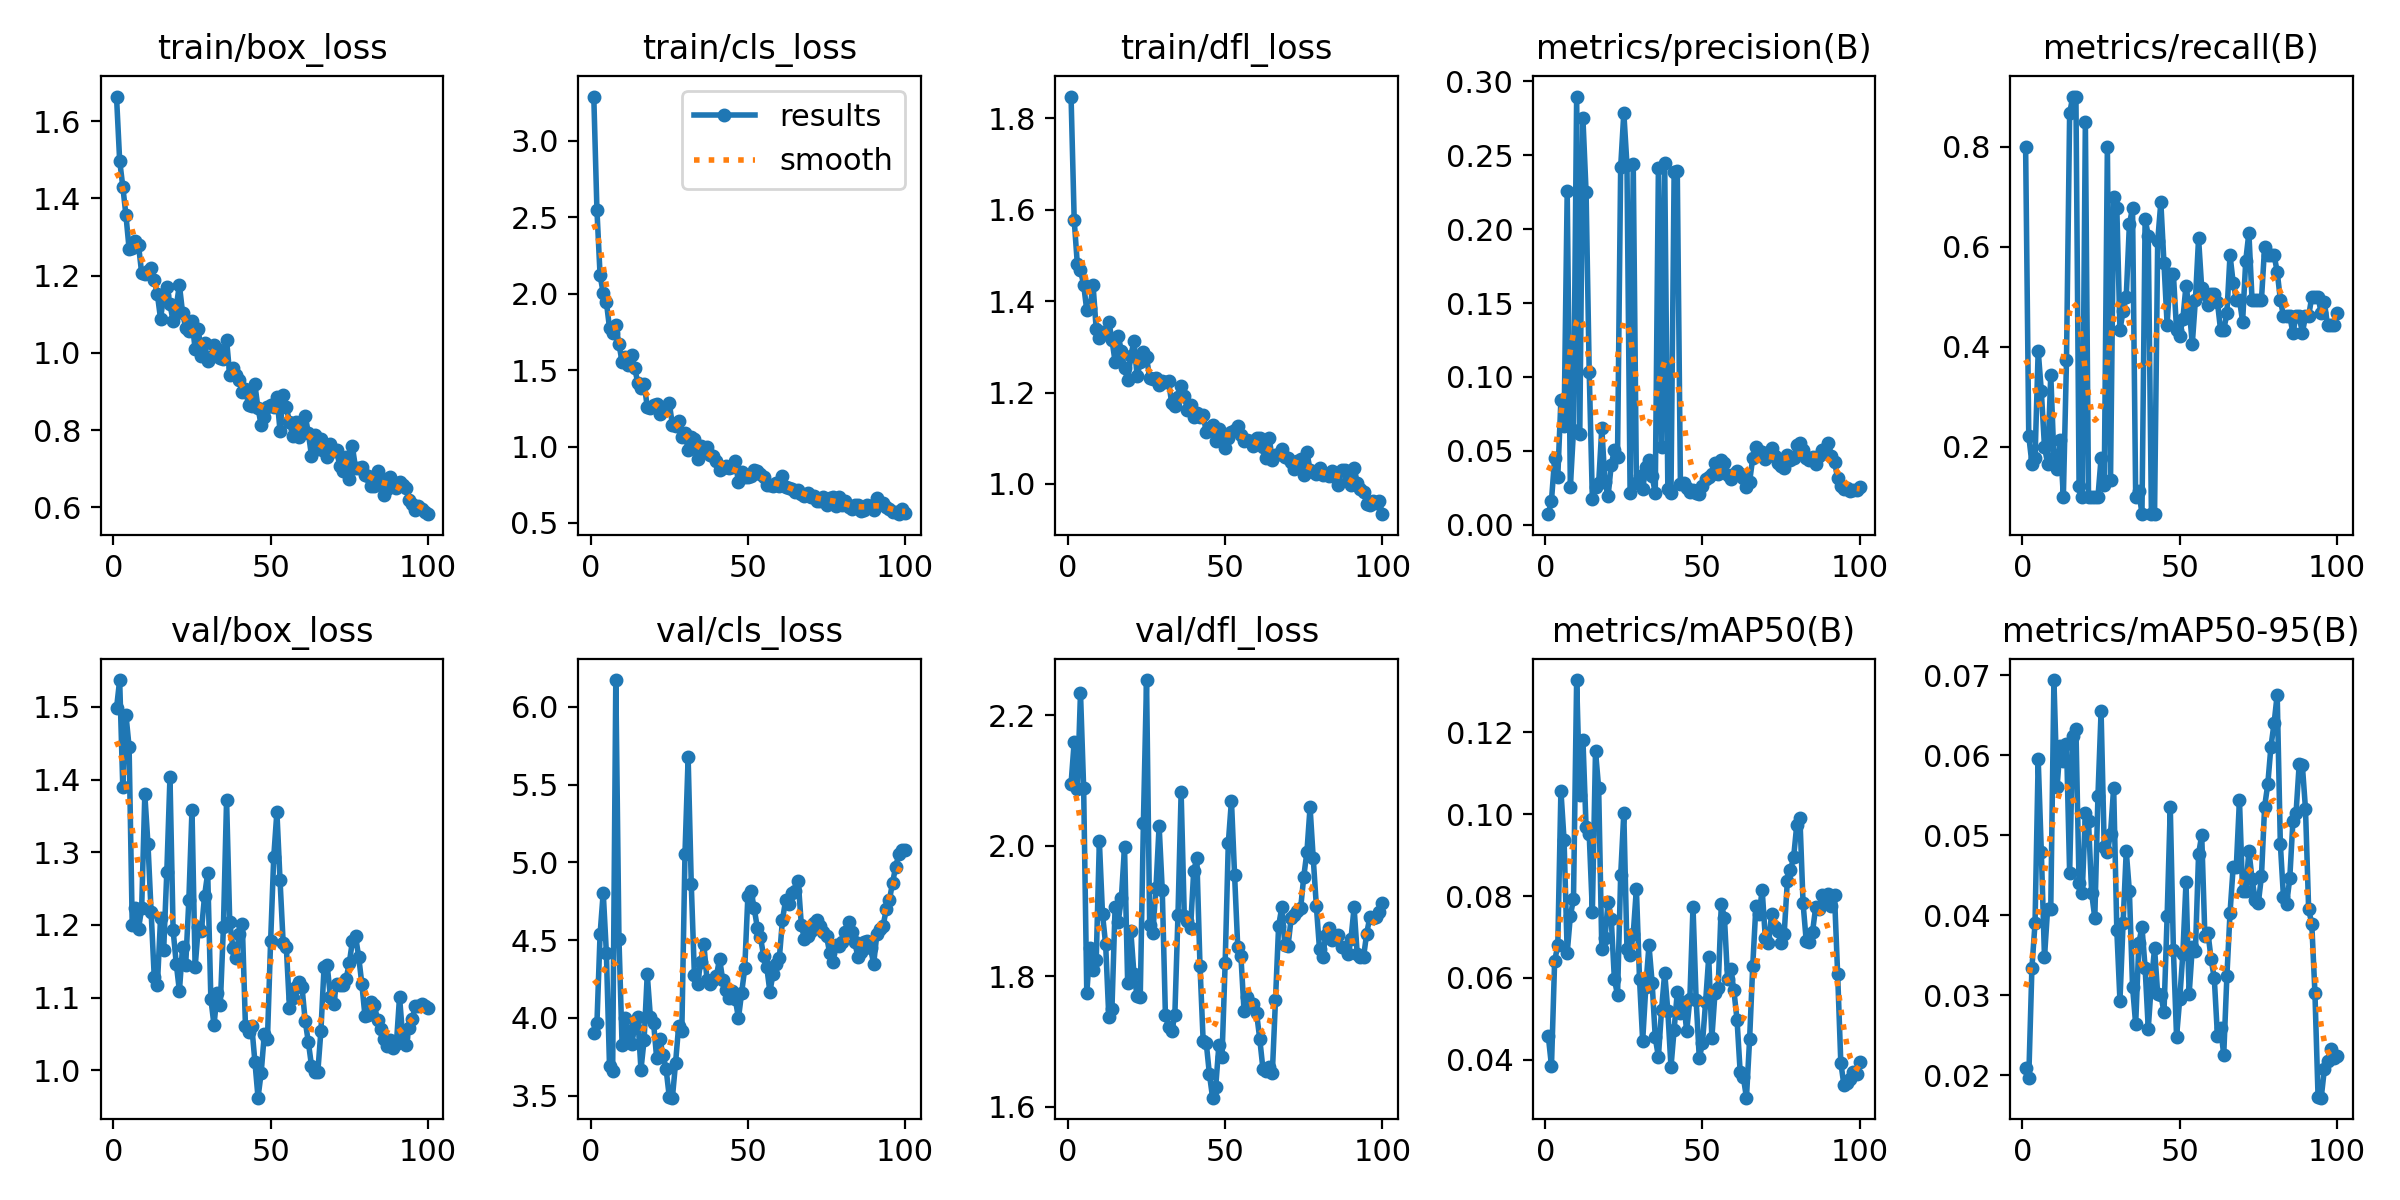 train/box_loss
1.6
1.4
1.2
1.0
0.8
0.6
0 50 100
train/cls_loss
results
smooth
3.0
2.5
2.0
1.5
1.0
0.5
0 50 100
train/dfl_loss
1.8
1.6
1.4
1.2
1.0
0 50 100
metrics/precision(B)
0.30
0.25
0.20
0.15
0.10
0.05
0.00
0 50 100
metrics/recall(B)
0.8
0.6
0.4
0.2
0 50 100
val/box_loss
1.5
1.4
1.3
1.2
1.1
1.0
0 50 100
val/cls_loss
6.0
5.5
5.0
4.5
4.0
3.5
0 50 100
val/dfl_loss
2.2
2.0
1.8
1.6
0 50 100
metrics/mAP50(B)
0.12
0.10
0.08
0.06
0.04
0 50 100
metrics/mAP50-95(B)
0.07
0.06
0.05
0.04
0.03
0.02
0 50 100